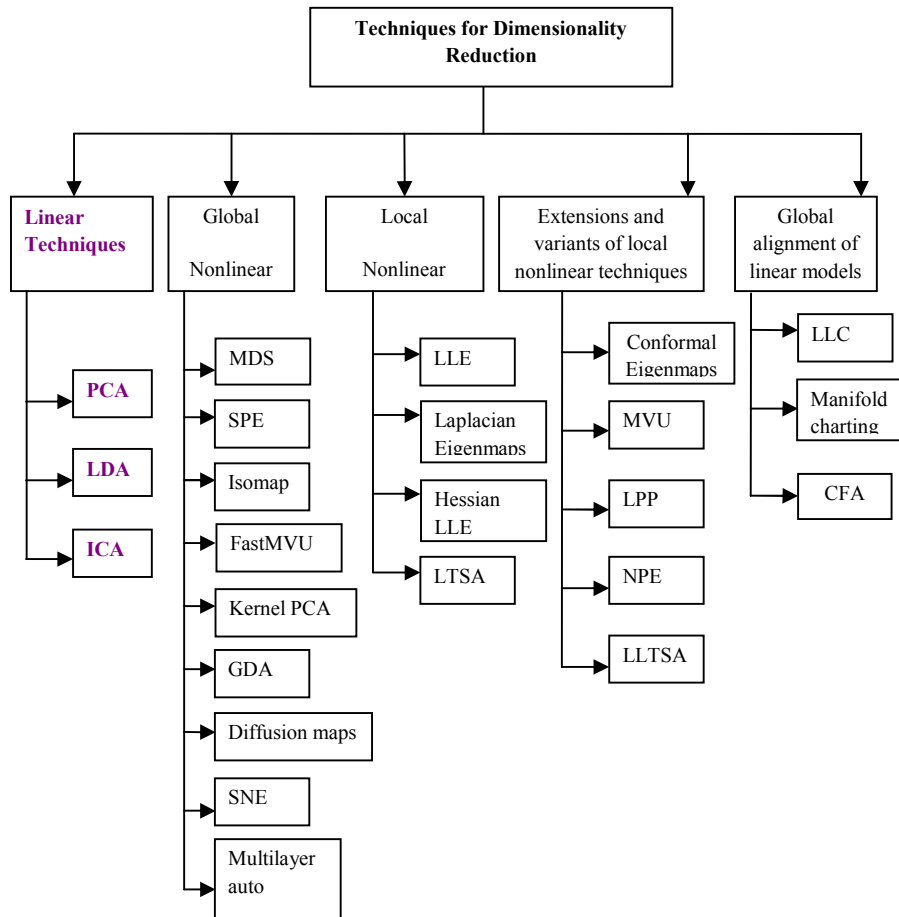 Techniques for Dimensionality
Reduction
Linear
Techniques
Global
Nonlinear
Local
Nonlinear
Extensions and
variants of local
nonlinear techniques
Global
alignment of
linear models
PCA
LDA
ICA
MDS
SPE
Isomap
FastMVU
Kernel PCA
GDA
Diffusion maps
SNE
Multilayer
auto
LLE
Laplacian
Eigenmaps
Hessian
LLE
LTSA
Conformal
Eigenmaps
MVU
LPP
NPE
LLTSA
LLC
Manifold
charting
CFA